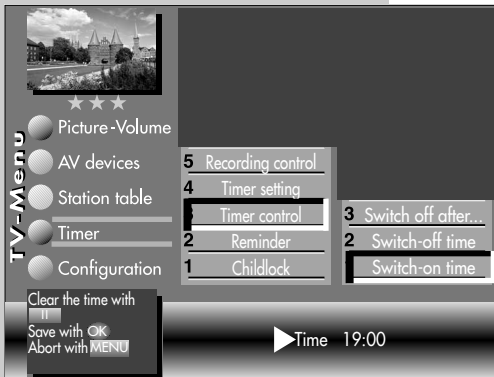 TV-Menu
Picture-Volume
AV devices
Station table
Timer
Configuration
5 Recording control
4 Timer setting
3 Timer control
2 Reminder
1 Childlock
3 Switch off after...
2 Switch-off time
Switch-on time
Clear the time with
II
Save with OK
Abort with MENU
Time 19:00